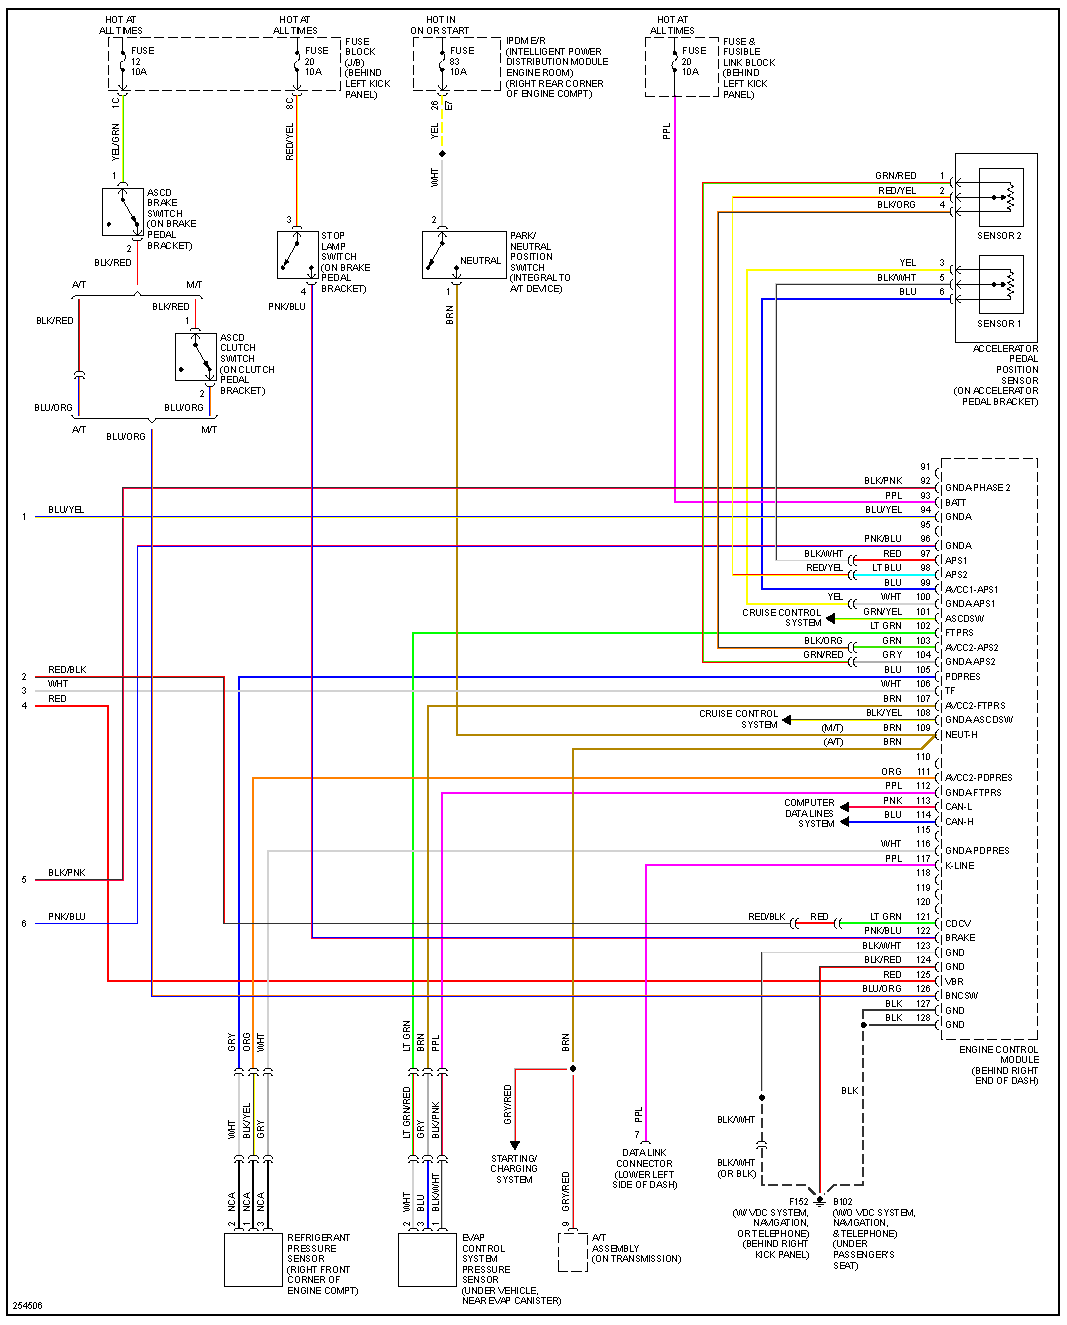 HOT AT
ALL TIMES
HOT AT
ALL TIMES
HOT IN
ON OR START
HOT AT
ALL TIMES
FUSE
12
10A
FUSE
20
10A
FUSE
BLOCK
(J/B)
(BEHIND
LEFT KICK
PANEL)
FUSE
83
10A
IPDM E/R
(INTELLIGENT POWER
DISTRIBUTION MODULE
ENGINE ROOM)
(RIGHT REAR CORNER
OF ENGINE COMPT)
FUSE
20
10A
FUSE &
FUSIBLE
LINK BLOCK
(BEHIND
LEFT KICK
PANEL)
1C
8C
26
E7
YEL/GRN
RED/YEL
YEL
PPL
WHT
1
ASCD
BRAKE
SWITCH
(ON BRAKE
PEDAL
BRACKET)
2
BLK/RED
3
STOP
LAMP
SWITCH
(ON BRAKE
PEDAL
BRACKET)
4
PNK/BLU
2
NEUTRAL
PARK/
NEUTRAL
POSITION
SWITCH
(INTEGRAL TO
A/T DEVICE)
1
BRN
GRN/RED 1
RED/YEL 2
BLK/ORG 4
SENSOR 2
YEL 3
BLK/WHT 5
BLU 6
SENSOR 1
ACCELERATOR
PEDAL
POSITION
SENSOR
(ON ACCELERATOR
PEDAL BRACKET)
A/T
M/T
BLK/RED
BLK/RED
1
ASCD
CLUTCH
SWITCH
(ON CLUTCH
PEDAL
BRACKET)
2
BLU/ORG
BLU/ORG
A/T
M/T
BLU/ORG
91
BLK/PNK 92 GNDA PHASE 2
PPL 93 BATT
1 BLU/YEL
BLU/YEL 94 GNDA
95
PNK/BLU 96 GNDA
BLK/WHT RED 97 APS1
RED/YEL LT BLU 98 APS2
BLU 99 AVCC1-APS1
YEL WHT 100 GNDA APS1
CRUISE CONTROL
SYSTEM
GRN/YEL 101 ASCDSW
LT GRN 102 FTPRS
BLK/ORG GRN 103 AVCC2-APS2
GRN/RED GRY 104 GNDA APS2
2 RED/BLK
BLU 105 PDPRES
3 WHT
WHT 106 TF
4 RED
BRN 107 AVCC2-FTPRS
CRUISE CONTROL
SYSTEM
BLK/YEL 108 GNDA ASCDSW
(M/T) BRN 109 NEUT-H
(A/T) BRN
110
ORG 111 AVCC2-PDPRES
PPL 112 GNDA FTPRS
COMPUTER
DATA LINES
SYSTEM
PNK 113 CAN-L
BLU 114 CAN-H
115
WHT 116 GNDA PDPRES
PPL 117 K-LINE
5 BLK/PNK
118
119
120
6 PNK/BLU
RED/BLK RED LT GRN 121 CDCV
PNK/BLU 122 BRAKE
BLK/WHT 123 GND
BLK/RED 124 GND
RED 125 VBR
BLU/ORG 126 BNCSW
BLK 127 GND
BLK 128 GND
ENGINE CONTROL
MODULE
(BEHIND RIGHT
END OF DASH)
GRY
ORG
WHT
LT GRN
BRN
PPL
BRN
BLK
WHT
BLK/YEL
GRY
LT GRN/RED
GRY
BLK/PNK
GRY/RED
PPL
BLK/WHT
7
DATA LINK
CONNECTOR
(LOWER LEFT
SIDE OF DASH)
STARTING/
CHARGING
SYSTEM
BLK/WHT
(OR BLK)
NCA
NCA
NCA
2
1
3
WHT
BLU
BLK/WHT
2
3
1
GRY/RED
9
F152
(W/ VDC SYSTEM,
NAVIGATION,
OR TELEPHONE)
(BEHIND RIGHT
KICK PANEL)
B102
(W/O VDC SYSTEM,
NAVIGATION,
& TELEPHONE)
(UNDER
PASSENGER'S
SEAT)
REFRIGERANT
PRESSURE
SENSOR
(RIGHT FRONT
CORNER OF
ENGINE COMPT)
EVAP
CONTROL
SYSTEM
PRESSURE
SENSOR
(UNDER VEHICLE,
NEAR EVAP CANISTER)
A/T
ASSEMBLY
(ON TRANSMISSION)
254506